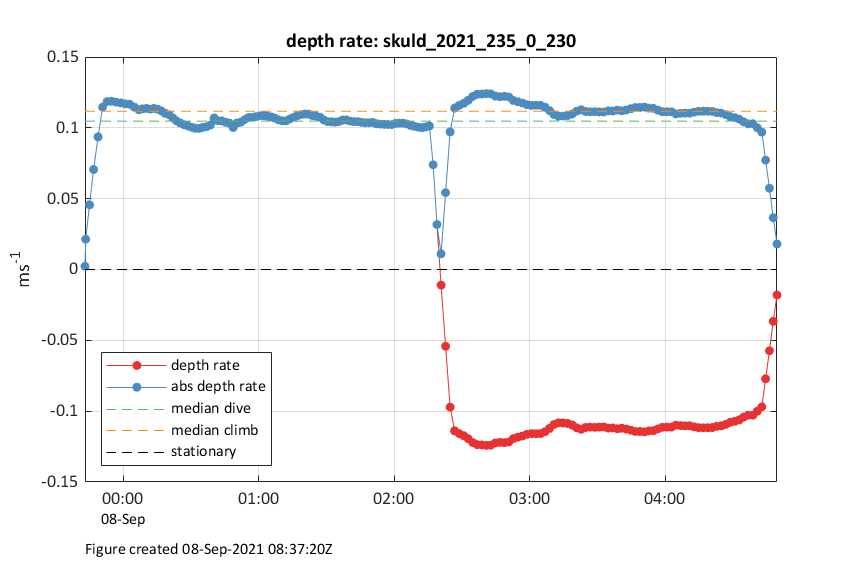 depth rate: skuld_2021_235_0_230
0.15
0.1
0.05
0
-0.05
-0.1
-0.15
ms-1
depth rate
abs depth rate
median dive
median climb
stationary
00:00 01:00 02:00 03:00 04:00
08-Sep
Figure created 08-Sep-2021 08:37:20Z